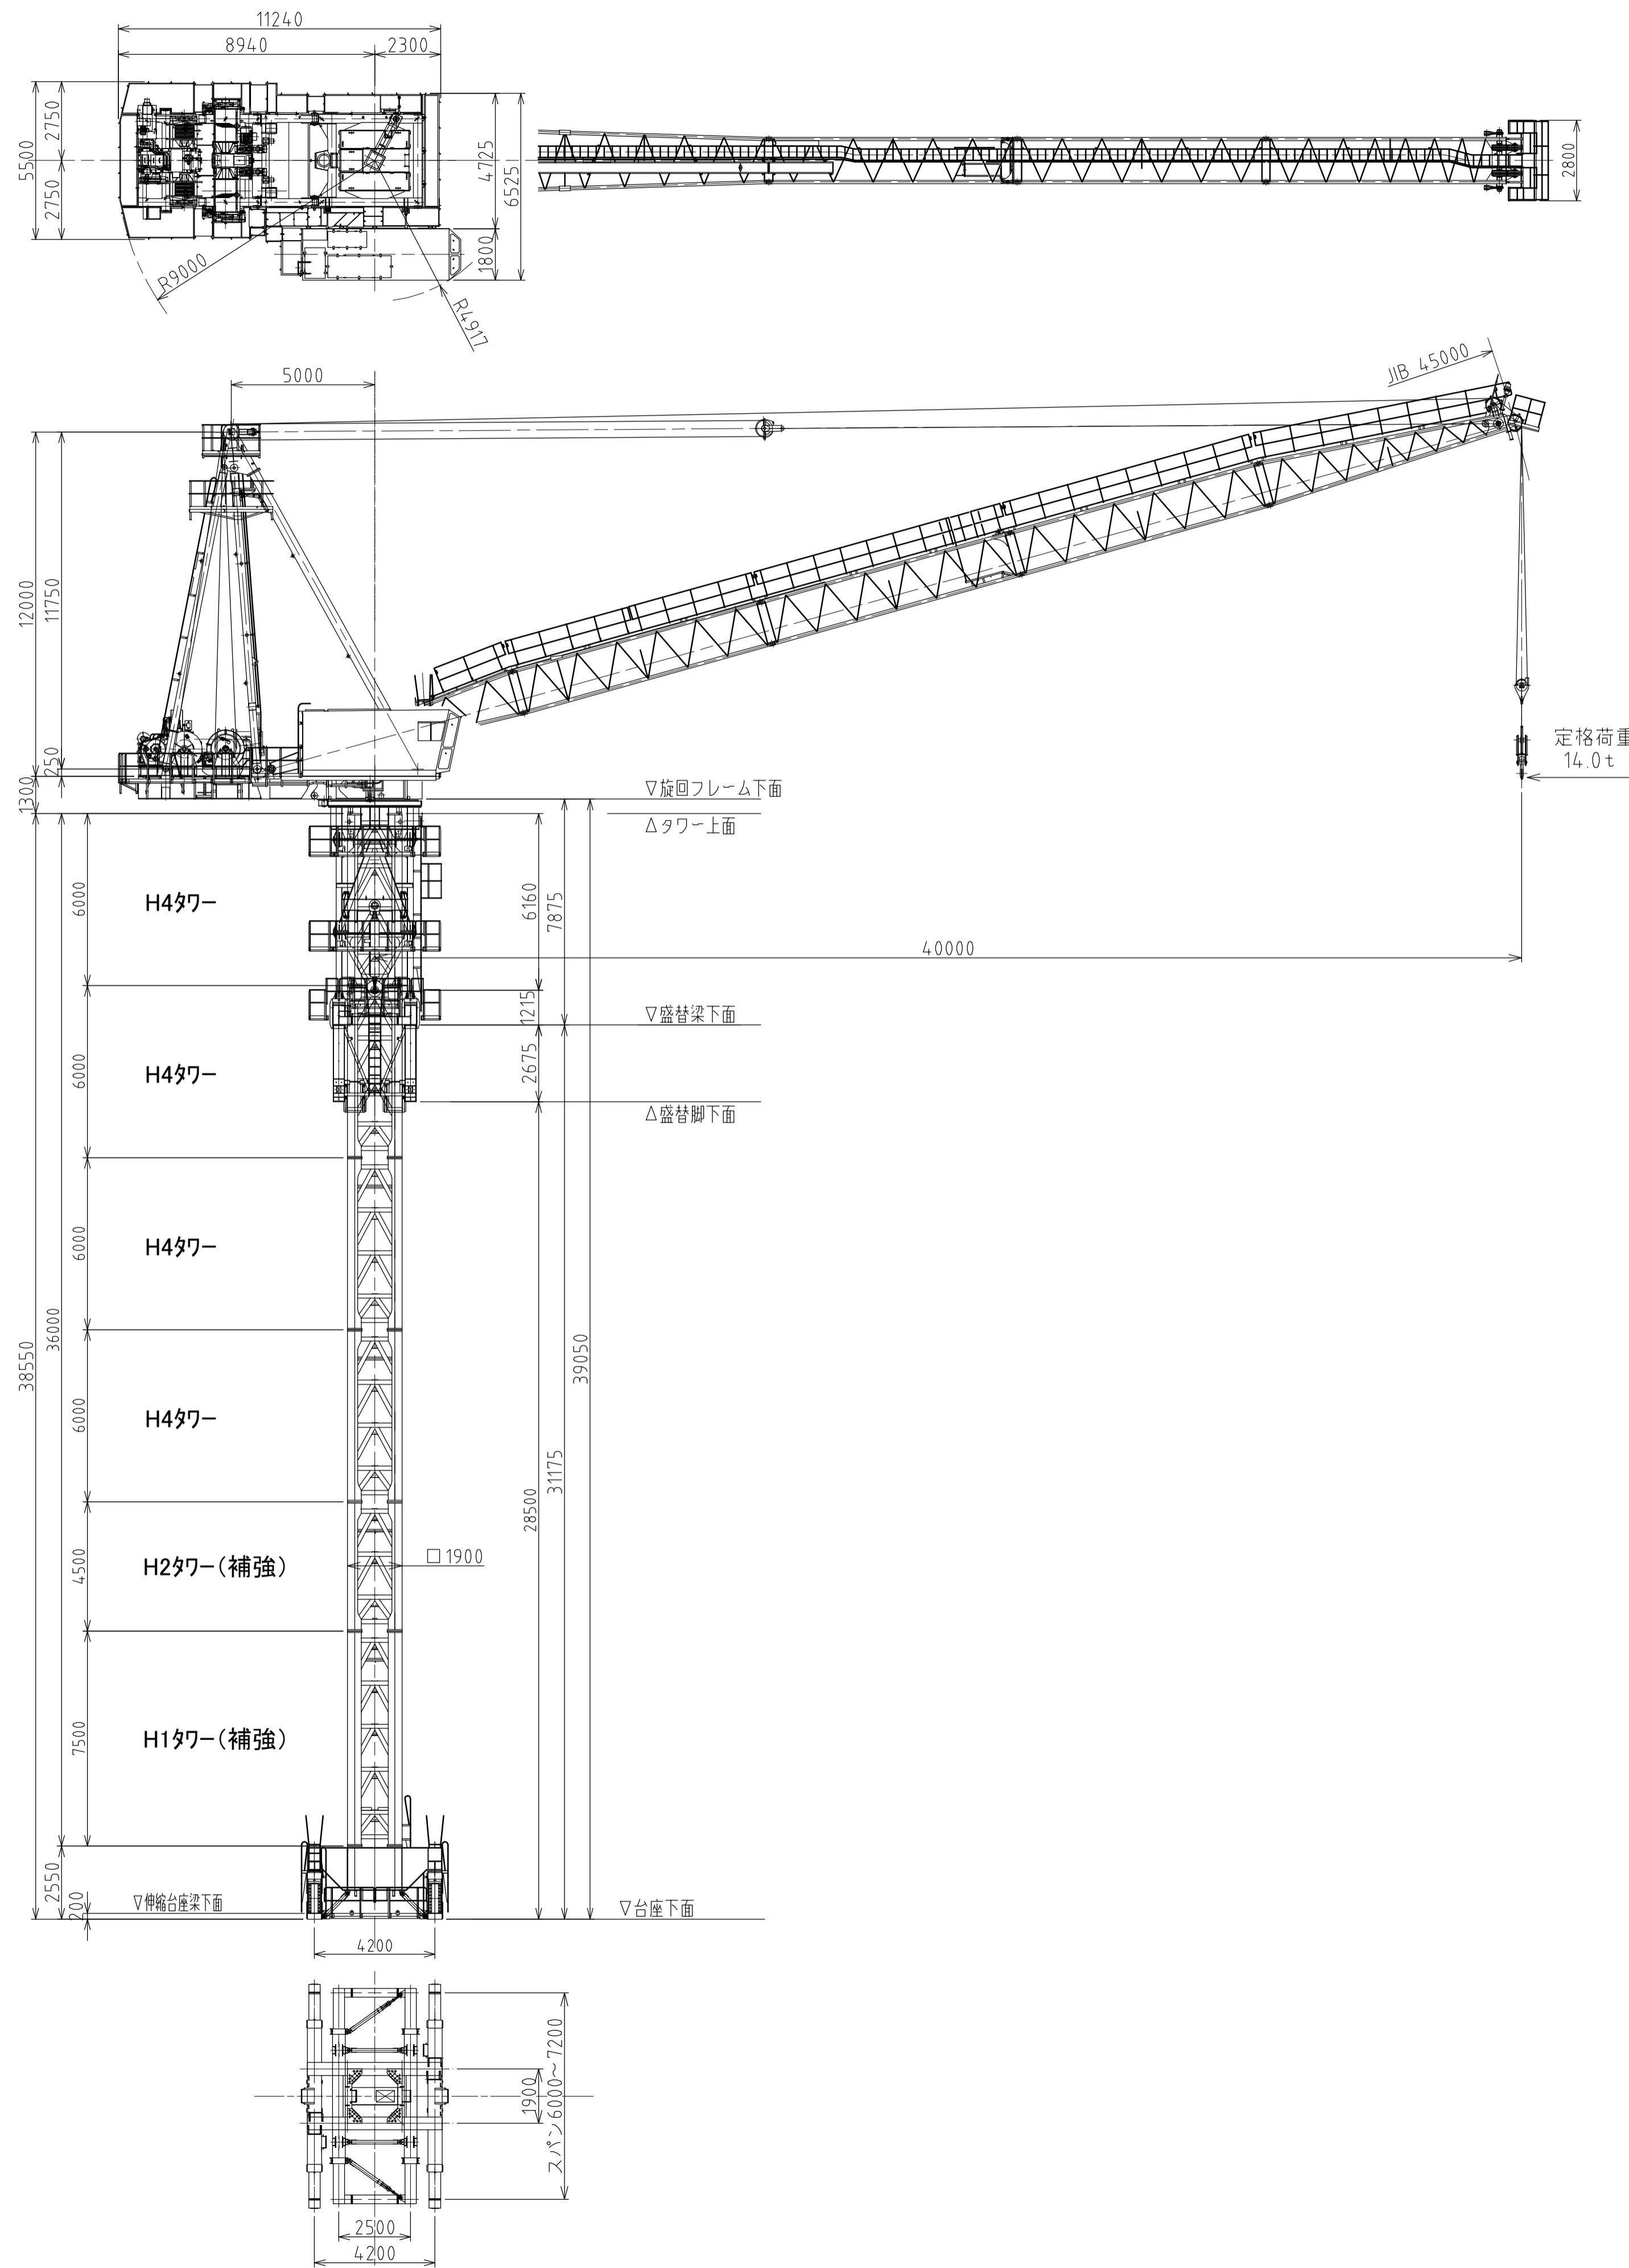 11240
8940
2300
5500
2750
2750
4725
6525
1800
R9000
R4917
2800
JIB 45000
5000
12000
11750
250
1300
定格荷重
14.0t
▽旋回フレーム下面
△タワー上面
6000
H4タワー
6160
7875
40000
1215
▽盛替梁下面
6000
H4タワー
2675
△盛替脚下面
6000
H4タワー
38550
36000
39050
6000
H4タワー
31175
28500
4500
H2タワー(補強)
□1900
7500
H1タワー(補強)
2550
200
▽伸縮台座梁下面
▽台座下面
4200
1900
スパン6000~7200
2500
4200